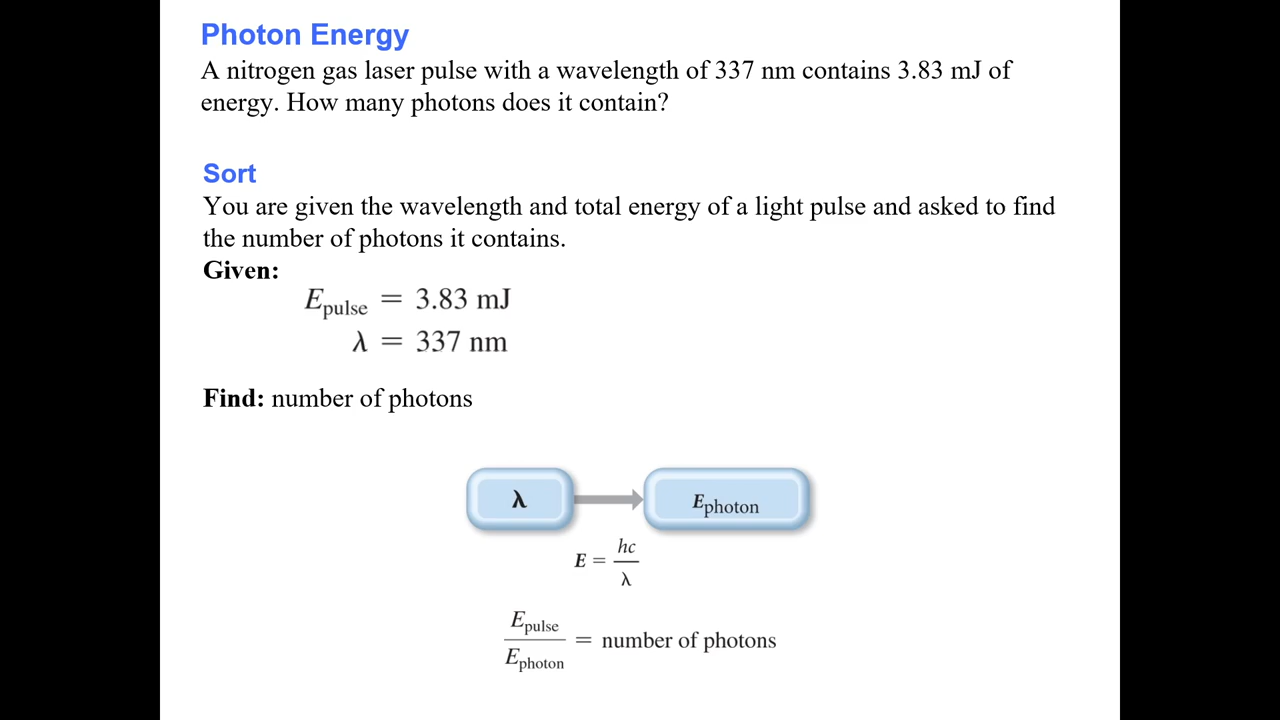 Photon Energy
A nitrogen gas laser pulse with a wavelength of 337 nm contains 3.83 mJ of
energy. How many photons does it contain?
Sort
You are given the wavelength and total energy of a light pulse and asked to find
the number of photons it contains.
Given:
E_pulse = 3.83 mJ
λ = 337 nm
Find: number of photons
λ
E_photon
E = hc/λ
E_pulse/E_photon = number of photons